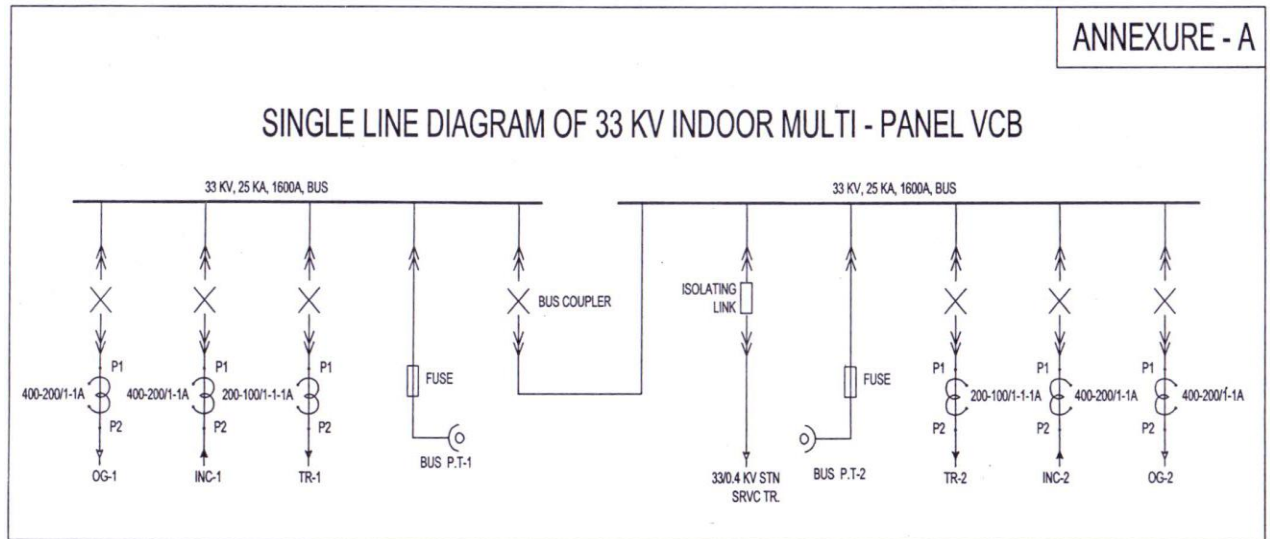 ANNEXURE - A
SINGLE LINE DIAGRAM OF 33 KV INDOOR MULTI - PANEL VCB
33 KV, 25 KA, 1600A, BUS
33 KV, 25 KA, 1600A, BUS
ISOLATING
LINK
BUS COUPLER
P1
P1
P1
P1
P1
P1
400-200/1-1A
400-200/1-1A
200-100/1-1-1A
FUSE
FUSE
200-100/1-1-1A
400-200/1-1A
400-200/1-1A
P2
P2
P2
P2
P2
P2
OG-1
INC-1
TR-1
BUS P.T-1
33/0.4 KV STN
SRVC TR.
BUS P.T-2
TR-2
INC-2
OG-2